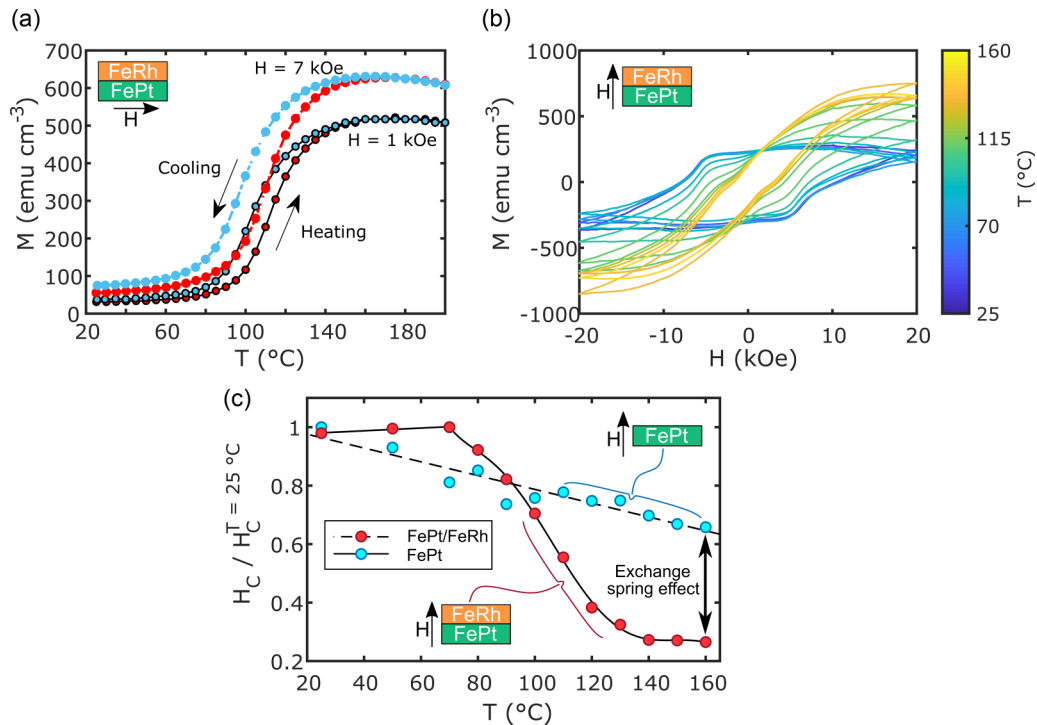 (a)
700
600
500
400
300
200
100
0
M (emu cm-3)
20
60
100
140
180
T (°C)
FeRh
FePt
H
H = 7 kOe
H = 1 kOe
Cooling
Heating
(b)
1000
500
0
-500
-1000
M (emu cm-3)
-20
-10
0
10
20
H (kOe)
H
FeRh
FePt
160
115
70
25
T (°C)
(c)
1
0.8
0.6
0.4
0.2
HC / HC T = 25 °C
20
40
60
80
100
120
140
160
T (°C)
H
FePt
FePt/FeRh
FePt
H
FeRh
FePt
Exchange
spring effect